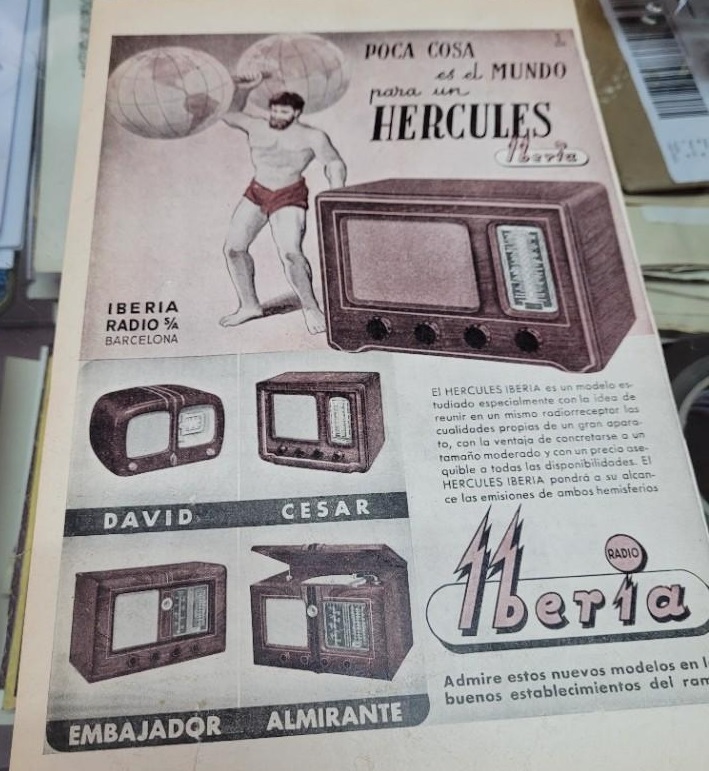 POCA COSA
es el MUNDO
para un
HERCULES
Iberia
IBERIA
RADIO S/A
BARCELONA
El HERCULES IBERIA es un modelo es-
tudiado especialmente con la idea de
reunir en un mismo radiorreceptor las
cualidades propias de un gran apara-
to, con la ventaja de concretarse a un
tamaño moderado y con un precio ase-
quible a todas las disponibilidades. El
HERCULES IBERIA pondrá a su alcan-
ce las emisiones de ambos hemisferios
DAVID
CESAR
EMBAJADOR
ALMIRANTE
RADIO
Iberia
Admire estos nuevos modelos en l
buenos establecimientos del ram